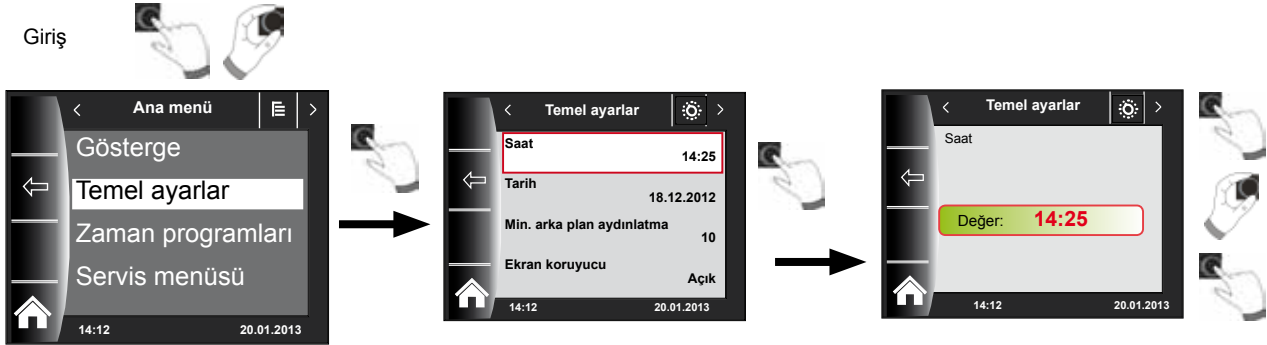 Giriş
Ana menü
Gösterge
Temel ayarlar
Zaman programları
Servis menüsü
14:12 20.01.2013
Temel ayarlar
Saat
14:25
Tarih
18.12.2012
Min. arka plan aydınlatma
10
Ekran koruyucu
Açık
14:12 20.01.2013
Temel ayarlar
Saat
Değer: 14:25
14:12 20.01.2013